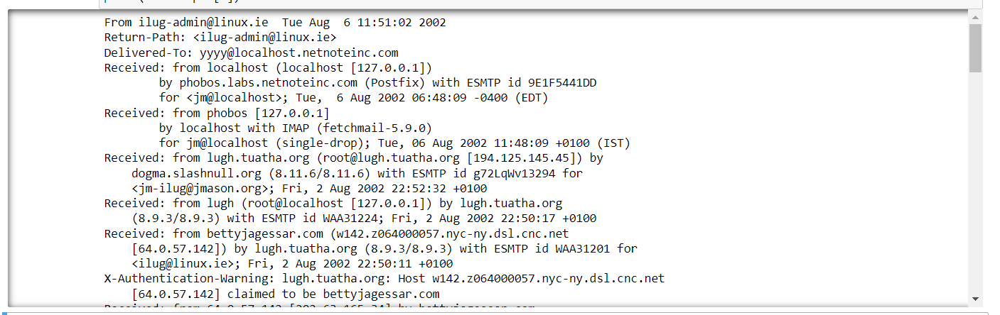 From ilug-admin@linux.ie  Tue Aug  6 11:51:02 2002
Return-Path: <ilug-admin@linux.ie>
Delivered-To: yyyy@localhost.netnoteinc.com
Received: from localhost (localhost [127.0.0.1])
by phobos.labs.netnoteinc.com (Postfix) with ESMTP id 9E1F5441DD
for <jm@localhost>; Tue,  6 Aug 2002 06:48:09 -0400 (EDT)
Received: from phobos [127.0.0.1]
by localhost with IMAP (fetchmail-5.9.0)
for jm@localhost (single-drop); Tue, 06 Aug 2002 11:48:09 +0100 (IST)
Received: from lugh.tuatha.org (root@lugh.tuatha.org [194.125.145.45]) by
dogma.slashnull.org (8.11.6/8.11.6) with ESMTP id g72LqWv13294 for
<jm-ilug@jmason.org>; Fri, 2 Aug 2002 22:52:32 +0100
Received: from lugh (root@localhost [127.0.0.1]) by lugh.tuatha.org
(8.9.3/8.9.3) with ESMTP id WAA31224; Fri, 2 Aug 2002 22:50:17 +0100
Received: from bettyjagessar.com (w142.z064000057.nyc-ny.dsl.cnc.net
[64.0.57.142]) by lugh.tuatha.org (8.9.3/8.9.3) with ESMTP id WAA31201 for
<ilug@linux.ie>; Fri, 2 Aug 2002 22:50:11 +0100
X-Authentication-Warning: lugh.tuatha.org: Host w142.z064000057.nyc-ny.dsl.cnc.net
[64.0.57.142] claimed to be bettyjagessar.com